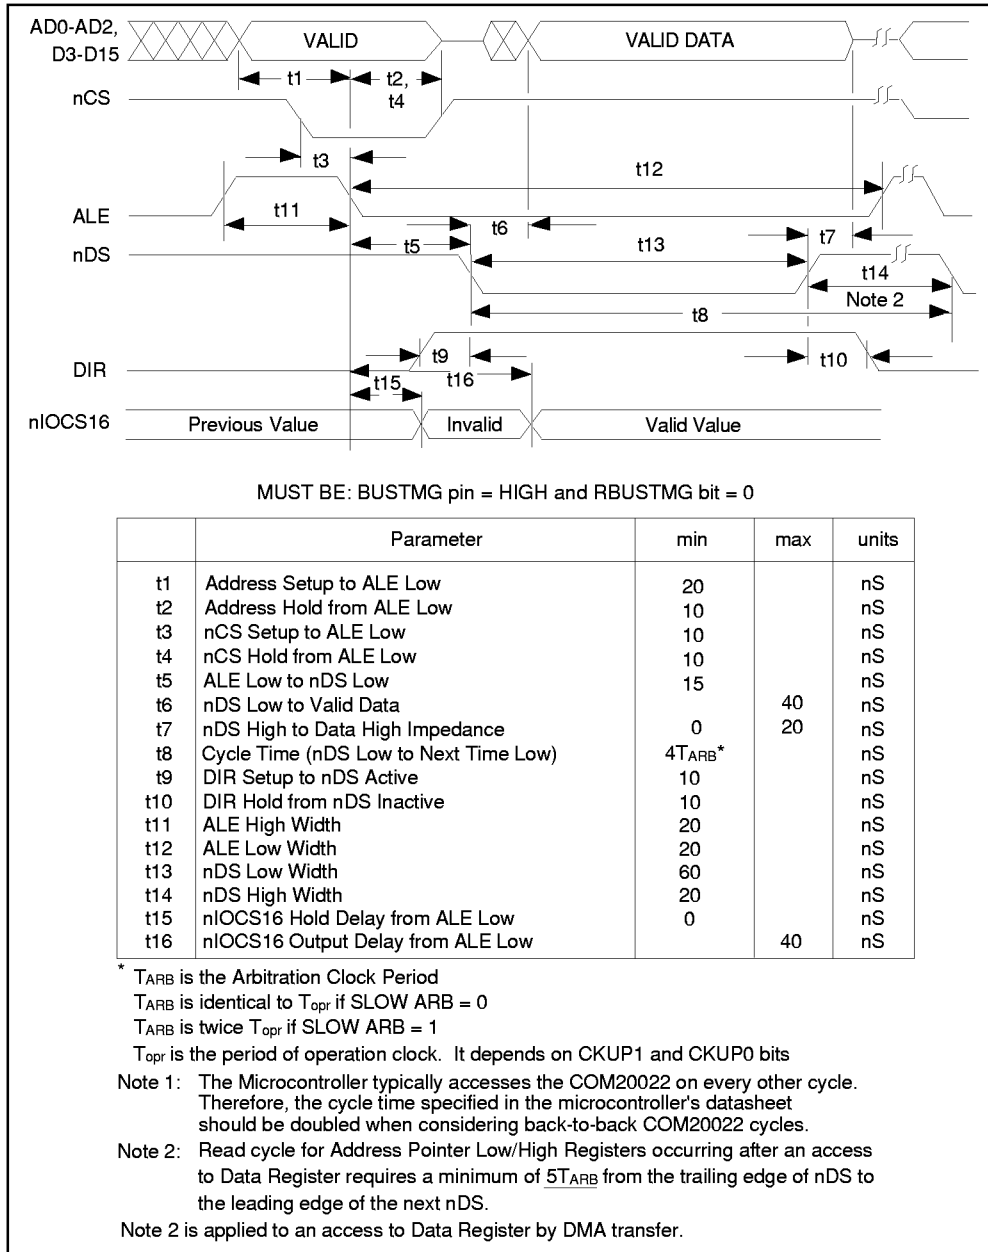 AD0-AD2,
D3-D15
VALID
VALID DATA
t1
t2,
t4
nCS
t3
t12
ALE
t11
t6
t7
nDS
t5
t13
t14
Note 2
t8
t9
t10
DIR
t15
t16
nIOCS16
Previous Value
Invalid
Valid Value
MUST BE: BUSTMG pin = HIGH and RBUSTMG bit = 0
Parameter min max units
t1 Address Setup to ALE Low 20 nS
t2 Address Hold from ALE Low 10 nS
t3 nCS Setup to ALE Low 10 nS
t4 nCS Hold from ALE Low 10 nS
t5 ALE Low to nDS Low 15 nS
t6 nDS Low to Valid Data 40 nS
t7 nDS High to Data High Impedance 0 20 nS
t8 Cycle Time (nDS Low to Next Time Low) 4TARB* nS
t9 DIR Setup to nDS Active 10 nS
t10 DIR Hold from nDS Inactive 10 nS
t11 ALE High Width 20 nS
t12 ALE Low Width 20 nS
t13 nDS Low Width 60 nS
t14 nDS High Width 20 nS
t15 nIOCS16 Hold Delay from ALE Low 0 nS
t16 nIOCS16 Output Delay from ALE Low 40 nS
* TARB is the Arbitration Clock Period
TARB is identical to Topr if SLOW ARB = 0
TARB is twice Topr if SLOW ARB = 1
Topr is the period of operation clock. It depends on CKUP1 and CKUP0 bits
Note 1: The Microcontroller typically accesses the COM20022 on every other cycle.
Therefore, the cycle time specified in the microcontroller's datasheet
should be doubled when considering back-to-back COM20022 cycles.
Note 2: Read cycle for Address Pointer Low/High Registers occurring after an access
to Data Register requires a minimum of 5TARB from the trailing edge of nDS to
the leading edge of the next nDS.
Note 2 is applied to an access to Data Register by DMA transfer.